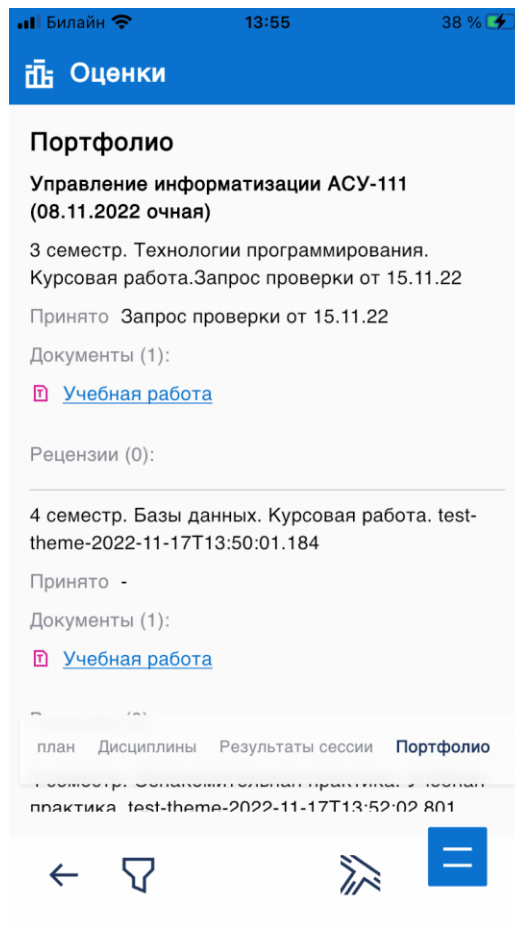 Билайн 13:55 38 %
Оценки
Портфолио
Управление информатизации АСУ-111
(08.11.2022 очная)
3 семестр. Технологии программирования.
Курсовая работа.Запрос проверки от 15.11.22
Принято Запрос проверки от 15.11.22
Документы (1):
Учебная работа
Рецензии (0):
4 семестр. Базы данных. Курсовая работа. test-
theme-2022-11-17T13:50:01.184
Принято -
Документы (1):
Учебная работа
план Дисциплины Результаты сессии Портфолио
практика. test-theme-2022-11-17T13:52:02.801